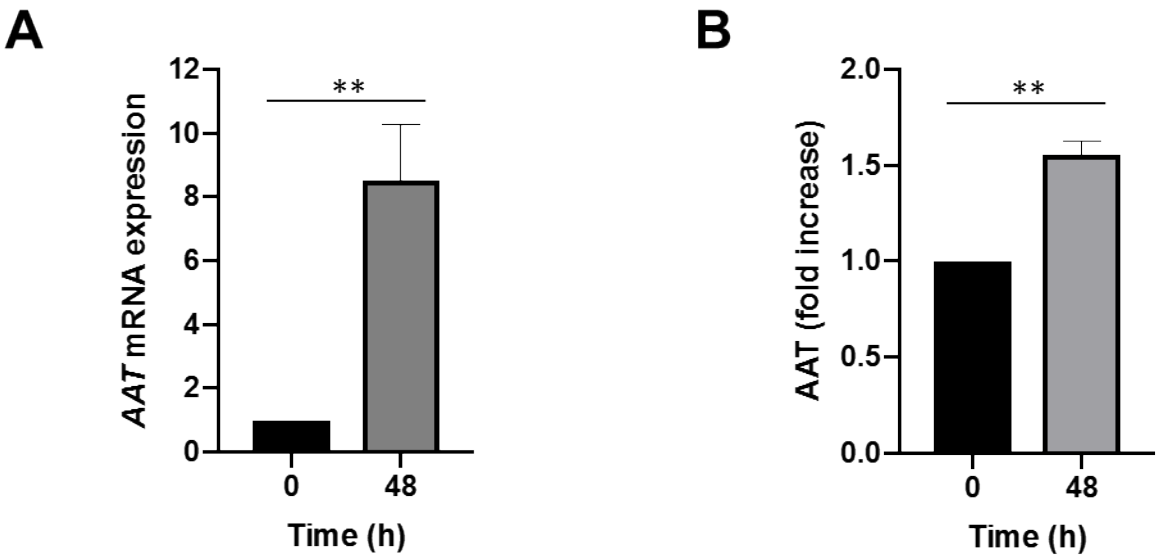 A
12
10
8
6
4
2
0
AAT mRNA expression
**
0 48
Time (h)
B
2.0
1.5
1.0
0.5
0.0
AAT (fold increase)
**
0 48
Time (h)